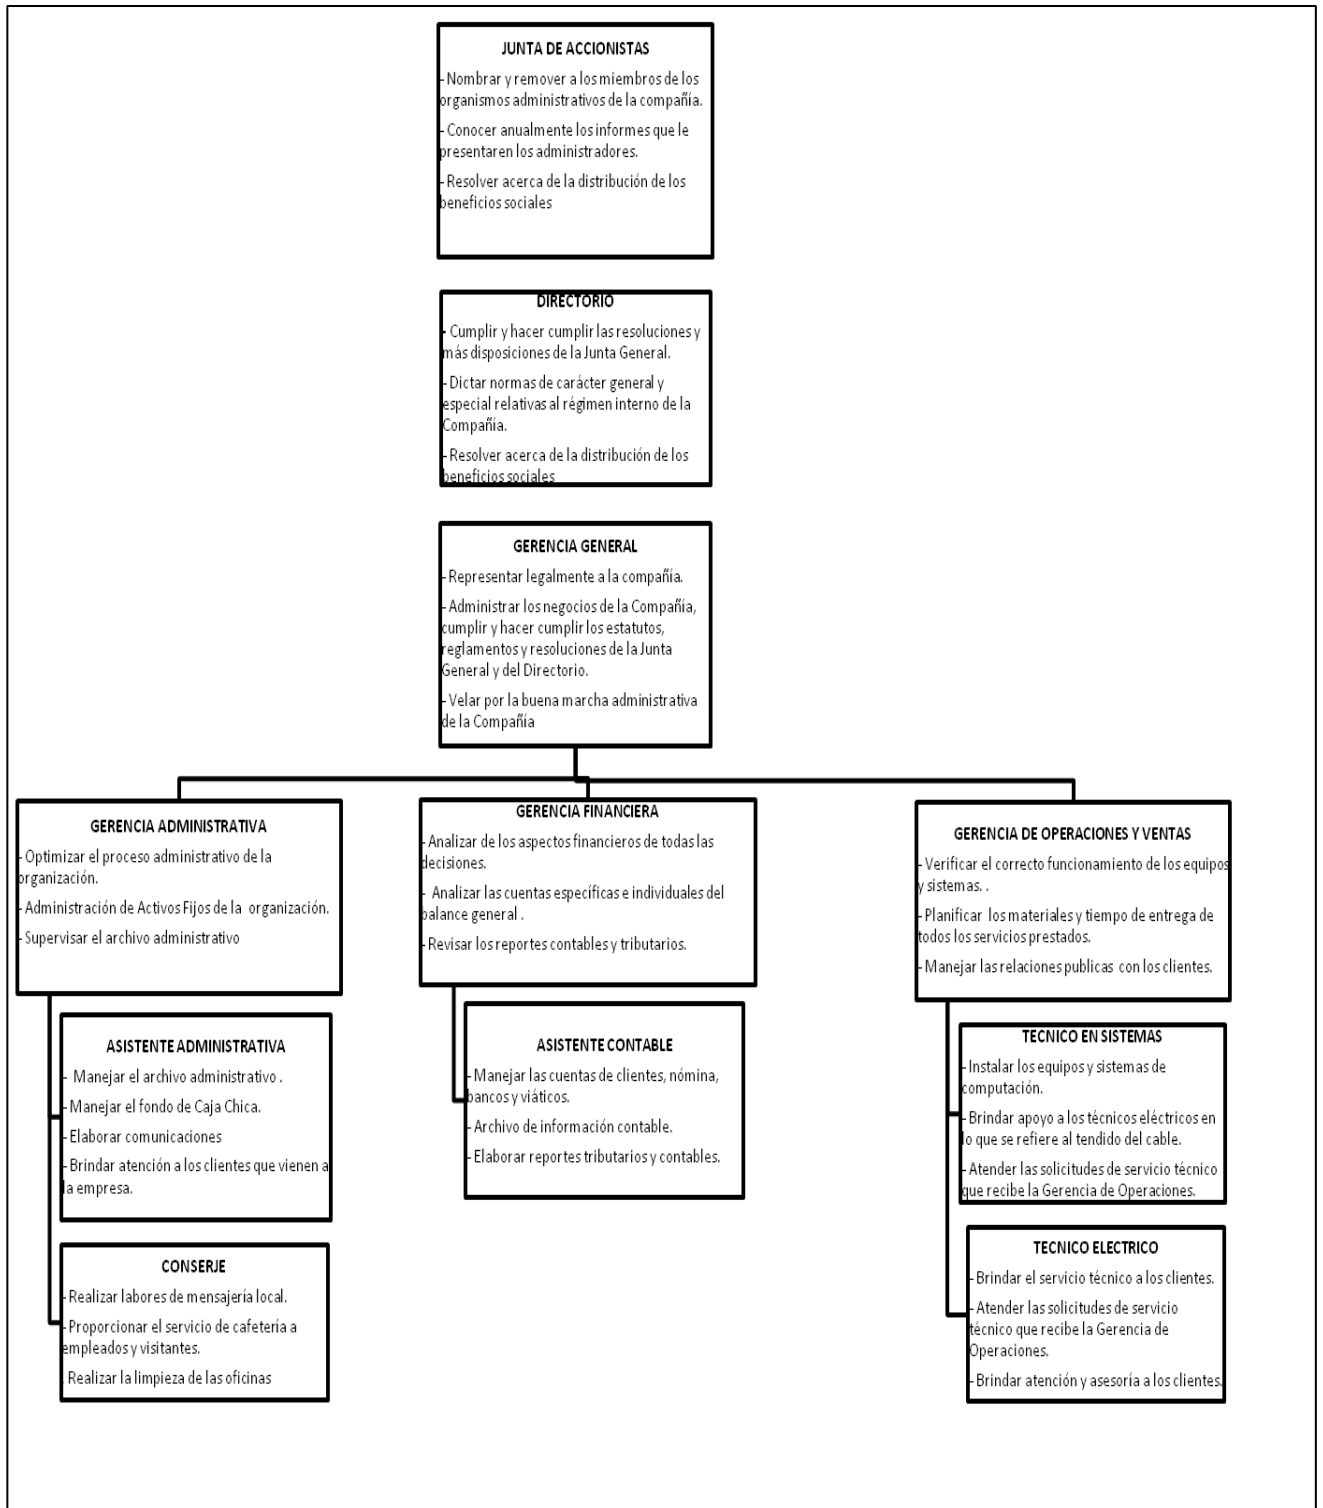 JUNTA DE ACCIONISTAS
- Nombrar y remover a los miembros de los
organismos administrativos de la compañía.
- Conocer anualmente los informes que le
presentaren los administradores.
- Resolver acerca de la distribución de los
beneficios sociales
DIRECTORIO
- Cumplir y hacer cumplir las resoluciones y
más disposiciones de la Junta General.
- Dictar normas de carácter general y
especial relativas al régimen interno de la
Compañía.
- Resolver acerca de la distribución de los
beneficios sociales
GERENCIA GENERAL
- Representar legalmente a la compañía.
- Administrar los negocios de la Compañía,
cumplir y hacer cumplir los estatutos,
reglamentos y resoluciones de la Junta
General y del Directorio.
- Velar por la buena marcha administrativa
de la Compañía
GERENCIA ADMINISTRATIVA
- Optimizar el proceso administrativo de la
organización.
- Administración de Activos Fijos de la organización.
- Supervisar el archivo administrativo
ASISTENTE ADMINISTRATIVA
- Manejar el archivo administrativo .
- Manejar el fondo de Caja Chica.
- Elaborar comunicaciones
- Brindar atención a los clientes que vienen a
la empresa.
CONSERJE
- Realizar labores de mensajería local.
- Proporcionar el servicio de cafetería a
empleados y visitantes.
. Realizar la limpieza de las oficinas
GERENCIA FINANCIERA
- Analizar de los aspectos financieros de todas las
decisiones.
- Analizar las cuentas específicas e individuales del
balance general .
- Revisar los reportes contables y tributarios.
ASISTENTE CONTABLE
- Manejar las cuentas de clientes, nómina,
bancos y viáticos.
- Archivo de información contable.
- Elaborar reportes tributarios y contables.
GERENCIA DE OPERACIONES Y VENTAS
- Verificar el correcto funcionamiento de los equipos
y sistemas. .
- Planificar los materiales y tiempo de entrega de
todos los servicios prestados.
- Manejar las relaciones publicas con los clientes.
TECNICO EN SISTEMAS
- Instalar los equipos y sistemas de
computación.
- Brindar apoyo a los técnicos eléctricos en
lo que se refiere al tendido del cable.
- Atender las solicitudes de servicio técnico
que recibe la Gerencia de Operaciones.
TECNICO ELECTRICO
- Brindar el servicio técnico a los clientes.
- Atender las solicitudes de servicio
técnico que recibe la Gerencia de
Operaciones.
- Brindar atención y asesoría a los clientes.